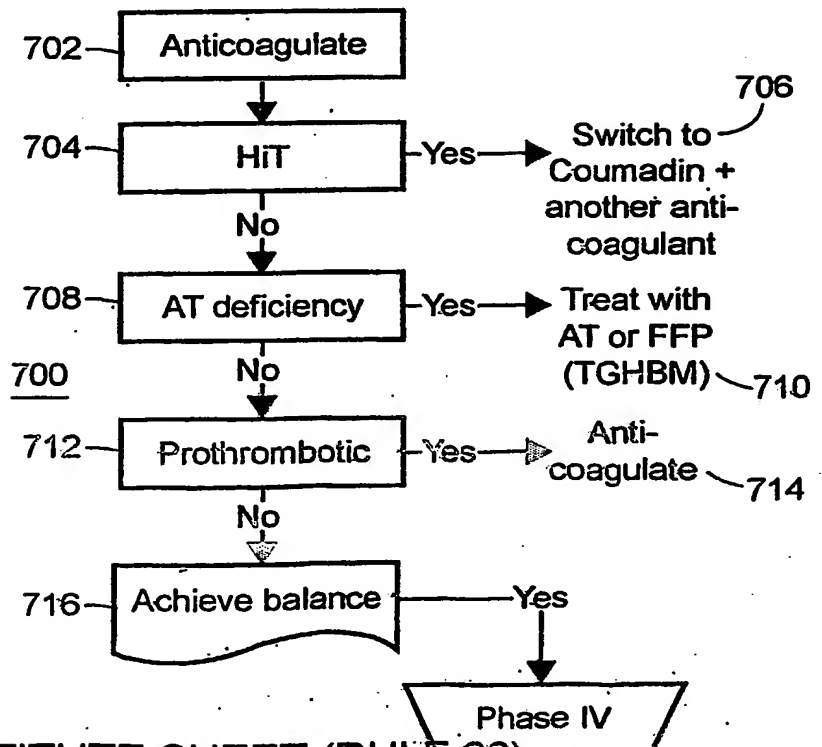 702 Anticoagulate
706
704 HiT Yes Switch to
Coumadin +
another anti-
coagulant
No
708 AT deficiency Yes Treat with
AT or FFP
(TGHBM) 710
700 No
712 Prothrombotic Yes Anti-
coagulate 714
No
716 Achieve balance Yes
Phase IV